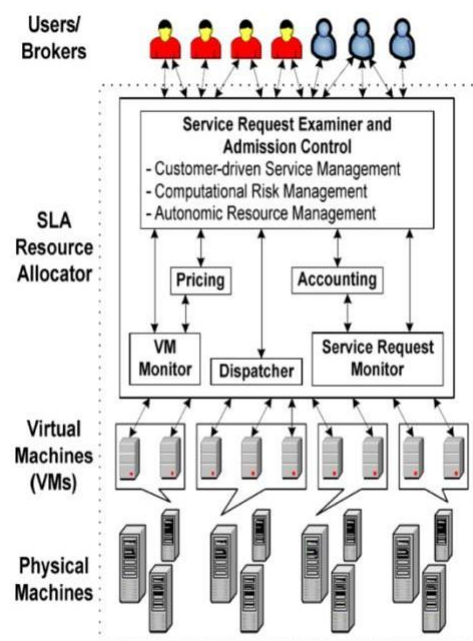 Users/
Brokers
Service Request Examiner and
Admission Control
- Customer-driven Service Management
- Computational Risk Management
- Autonomic Resource Management
SLA
Resource
Allocator
Pricing
Accounting
VM
Monitor
Dispatcher
Service Request
Monitor
Virtual
Machines
(VMs)
Physical
Machines